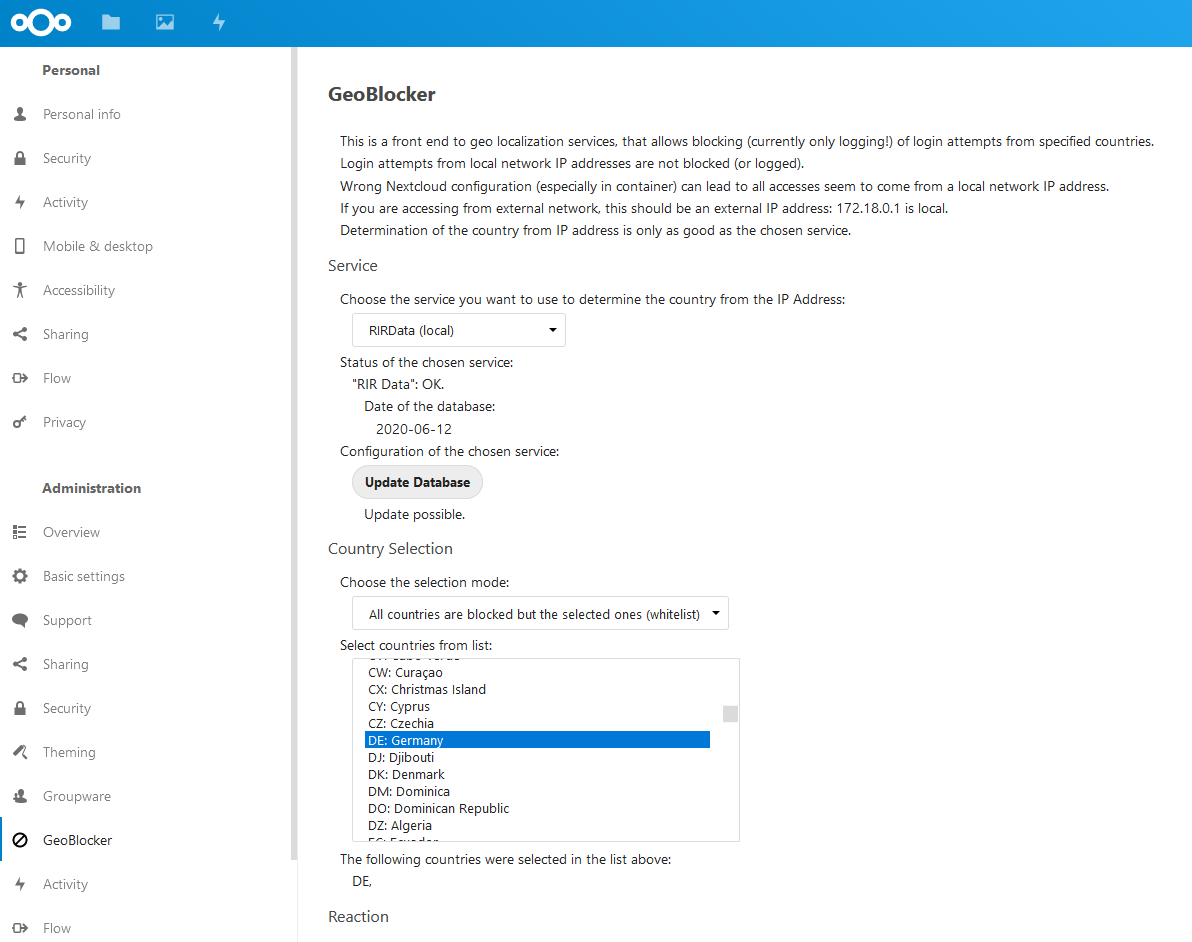 Personal
Personal info
Security
Activity
Mobile & desktop
Accessibility
Sharing
Flow
Privacy
Administration
Overview
Basic settings
Support
Sharing
Security
Theming
Groupware
GeoBlocker
Activity
Flow
GeoBlocker
This is a front end to geo localization services, that allows blocking (currently only logging!) of login attempts from specified countries.
Login attempts from local network IP addresses are not blocked (or logged).
Wrong Nextcloud configuration (especially in container) can lead to all accesses seem to come from a local network IP address.
If you are accessing from external network, this should be an external IP address: 172.18.0.1 is local.
Determination of the country from IP address is only as good as the chosen service.
Service
Choose the service you want to use to determine the country from the IP Address:
RIRData (local)
Status of the chosen service:
"RIR Data": OK.
Date of the database:
2020-06-12
Configuration of the chosen service:
Update Database
Update possible.
Country Selection
Choose the selection mode:
All countries are blocked but the selected ones (whitelist)
Select countries from list:
CW: Curaçao
CX: Christmas Island
CY: Cyprus
CZ: Czechia
DE: Germany
DJ: Djibouti
DK: Denmark
DM: Dominica
DO: Dominican Republic
DZ: Algeria
The following countries were selected in the list above:
DE,
Reaction